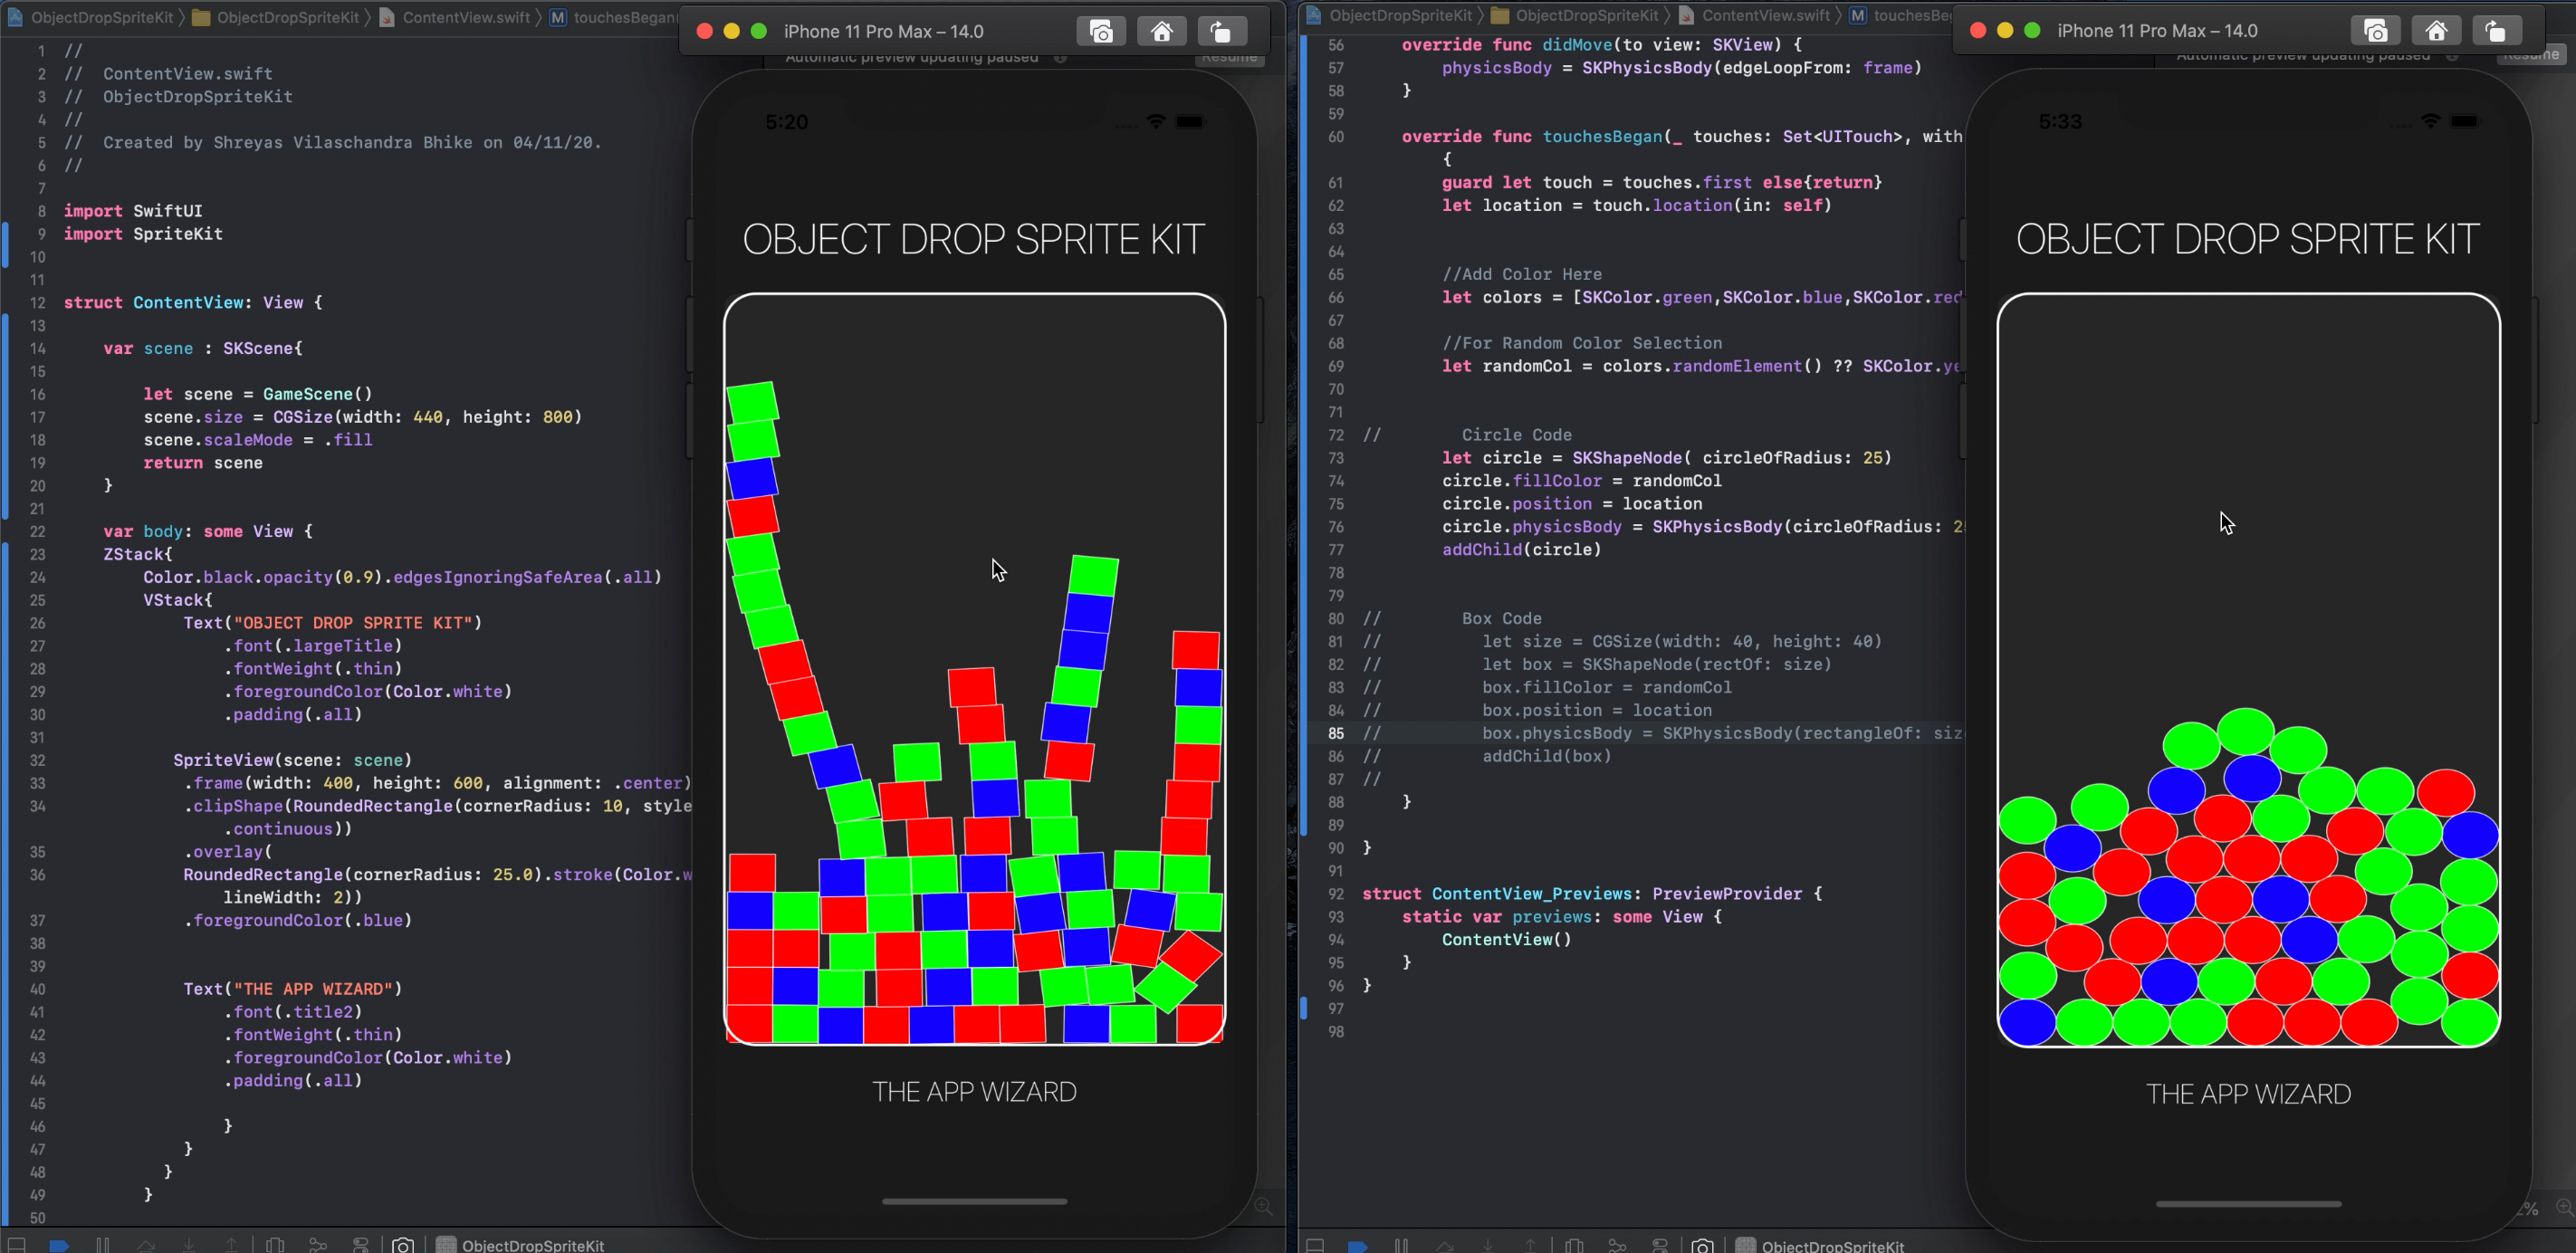 ObjectDropSpriteKit ObjectDropSpriteKit ContentView.swift M touchesBegan
iPhone 11 Pro Max – 14.0
Automatic preview updating paused
Resume
1 //
2 // ContentView.swift
3 // ObjectDropSpriteKit
4 //
5 // Created by Shreyas Vilaschandra Bhike on 04/11/20.
6 //
7
8 import SwiftUI
9 import SpriteKit
10
11
12 struct ContentView: View {
13
14 var scene : SKScene{
15
16 let scene = GameScene()
17 scene.size = CGSize(width: 440, height: 800)
18 scene.scaleMode = .fill
19 return scene
20 }
21
22 var body: some View {
23 ZStack{
24 Color.black.opacity(0.9).edgesIgnoringSafeArea(.all)
25 VStack{
26 Text("OBJECT DROP SPRITE KIT")
27 .font(.largeTitle)
28 .fontWeight(.thin)
29 .foregroundColor(Color.white)
30 .padding(.all)
31
32 SpriteView(scene: scene)
33 .frame(width: 400, height: 600, alignment: .center)
34 .clipShape(RoundedRectangle(cornerRadius: 10, style
.continuous))
35 .overlay(
36 RoundedRectangle(cornerRadius: 25.0).stroke(Color.w
lineWidth: 2))
37 .foregroundColor(.blue)
38
39
40 Text("THE APP WIZARD")
41 .font(.title2)
42 .fontWeight(.thin)
43 .foregroundColor(Color.white)
44 .padding(.all)
45
46 }
47 }
48 }
49 }
50
ObjectDropSpriteKit
5:20
OBJECT DROP SPRITE KIT
THE APP WIZARD
ObjectDropSpriteKit ObjectDropSpriteKit ContentView.swift M touchesBe
iPhone 11 Pro Max – 14.0
Automatic preview updating paused
Resume
56 override func didMove(to view: SKView) {
57 physicsBody = SKPhysicsBody(edgeLoopFrom: frame)
58 }
59
60 override func touchesBegan(_ touches: Set<UITouch>, with
{
61 guard let touch = touches.first else{return}
62 let location = touch.location(in: self)
63
64
65 //Add Color Here
66 let colors = [SKColor.green,SKColor.blue,SKColor.red
67
68 //For Random Color Selection
69 let randomCol = colors.randomElement() ?? SKColor.ye
70
71
72 // Circle Code
73 let circle = SKShapeNode( circleOfRadius: 25)
74 circle.fillColor = randomCol
75 circle.position = location
76 circle.physicsBody = SKPhysicsBody(circleOfRadius: 2
77 addChild(circle)
78
79
80 // Box Code
81 // let size = CGSize(width: 40, height: 40)
82 // let box = SKShapeNode(rectOf: size)
83 // box.fillColor = randomCol
84 // box.position = location
85 // box.physicsBody = SKPhysicsBody(rectangleOf: siz
86 // addChild(box)
87 //
88 }
89
90 }
91
92 struct ContentView_Previews: PreviewProvider {
93 static var previews: some View {
94 ContentView()
95 }
96 }
97
98
ObjectDropSpriteKit
5:33
OBJECT DROP SPRITE KIT
THE APP WIZARD